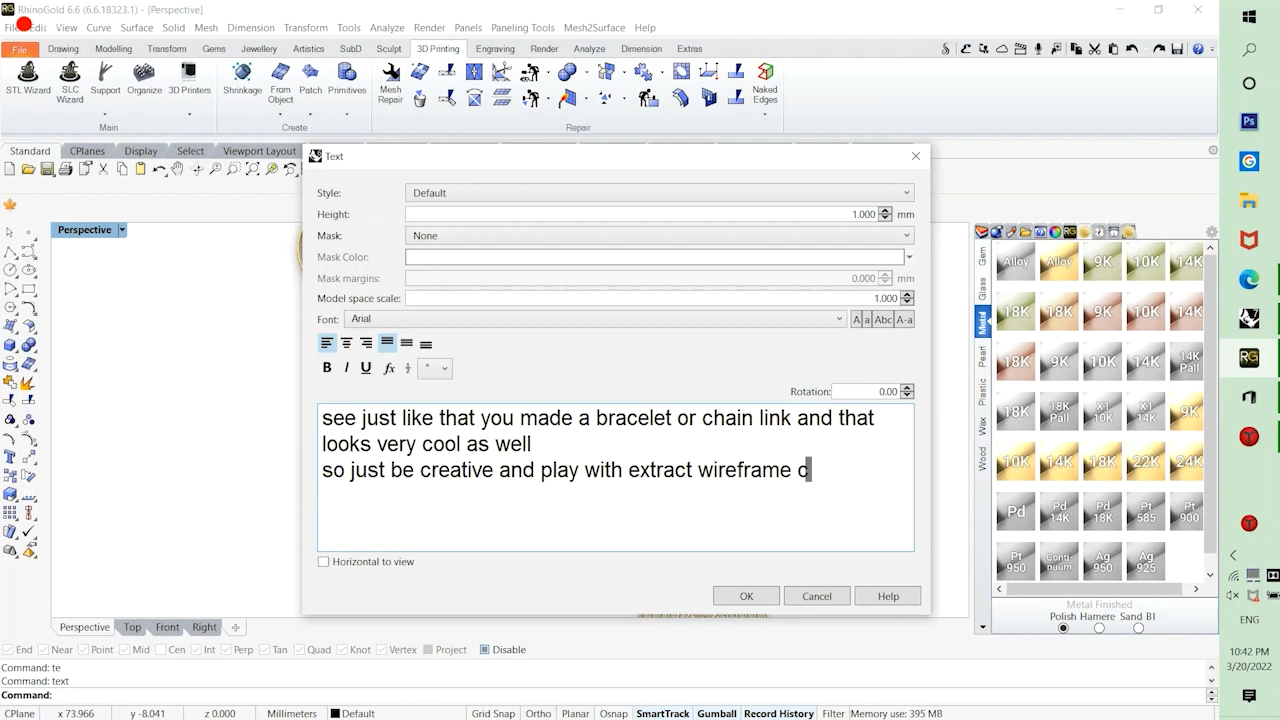 RhinoGold 6.6 (6.6.18323.1) - [Perspective]
File Edit View Curve Surface Solid Mesh Dimension Transform Tools Analyze Render Panels Paneling Tools Mesh2Surface Help
File Drawing Modelling Transform Gems Jewellery Artistics SubD Sculpt 3D Printing Engraving Render Analyze Dimension Extras
STL Wizard SLC Wizard Support Organize 3D Printers Shrinkage From Object Patch Primitives Mesh Repair Naked Edges
Main Create Repair
Standard CPlanes Display Select Viewport Layout
Text
Style: Default
Height: 1.000 mm
Mask: None
Mask Color:
Mask margins: 0.000 mm
Model space scale: 1.000
Font: Arial
A a Abc A-a
B I U fx
Rotation: 0.00
see just like that you made a bracelet or chain link and that
looks very cool as well
so just be creative and play with extract wireframe c
Horizontal to view
OK Cancel Help
Perspective
Gem
Glass
Metal
Pearl
Plastic
Wax
Wood
Alloy Alloy 9K 10K 14K
18K 18K 9K 10K 14K
18K 9K 10K 14K 14K Pall
18K 18K Pall X1 10K X1 14K 9K
10K 14K 18K 22K 24K
Pd Pd 14K Pd 18K Pt 585 Pt 900
Pt 950 Conti nuum Ag 950 Ag 925
Metal Finished
Polish Hamere Sand Bl
Perspective Top Front Right
End Near Point Mid Cen Int Perp Tan Quad Knot Vertex Project Disable
Command: te
Command: text
Command:
CPlane x 73.966 y -8.041 z 0.000 Millimeters Default Grid Snap Ortho Planar Osnap SmartTrack Gumball Record History Filter Memory use: 395 MB
Ps
RG
ENG
10:42 PM
3/20/2022